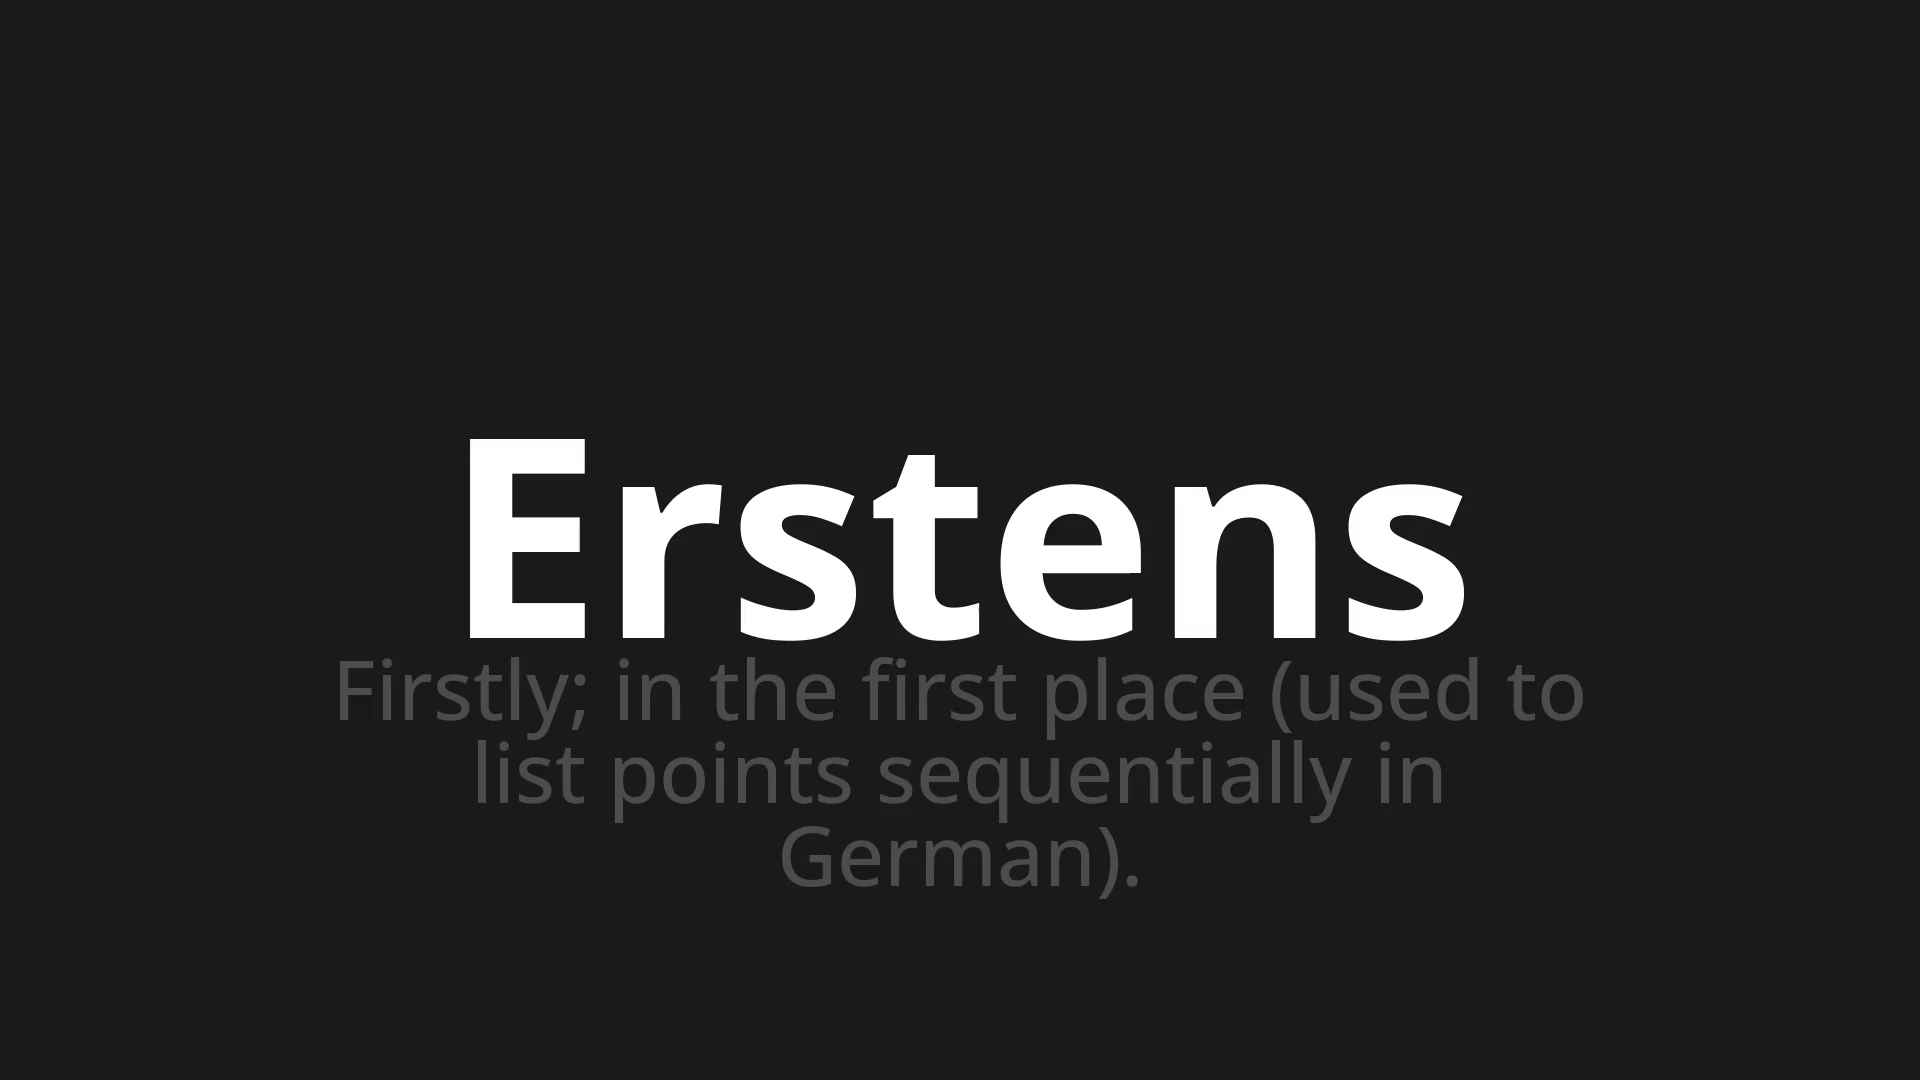 Erstens
Firstly; in the first place (used to
list points sequentially in
German).